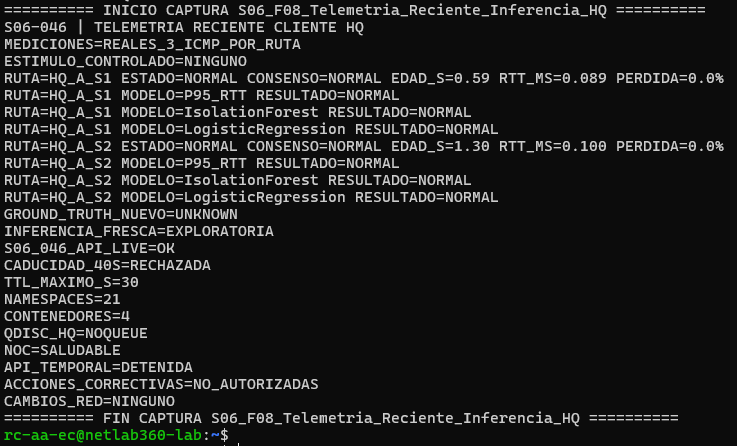 ========== INICIO CAPTURA S06_F08_Telemetria_Reciente_Inferencia_HQ ==========
S06-046 | TELEMETRIA RECIENTE CLIENTE HQ
MEDICIONES=REALES_3_ICMP_POR_RUTA
ESTIMULO_CONTROLADO=NINGUNO
RUTA=HQ_A_S1 ESTADO=NORMAL CONSENSO=NORMAL EDAD_S=0.59 RTT_MS=0.089 PERDIDA=0.0%
RUTA=HQ_A_S1 MODELO=P95_RTT RESULTADO=NORMAL
RUTA=HQ_A_S1 MODELO=IsolationForest RESULTADO=NORMAL
RUTA=HQ_A_S1 MODELO=LogisticRegression RESULTADO=NORMAL
RUTA=HQ_A_S2 ESTADO=NORMAL CONSENSO=NORMAL EDAD_S=1.30 RTT_MS=0.100 PERDIDA=0.0%
RUTA=HQ_A_S2 MODELO=P95_RTT RESULTADO=NORMAL
RUTA=HQ_A_S2 MODELO=IsolationForest RESULTADO=NORMAL
RUTA=HQ_A_S2 MODELO=LogisticRegression RESULTADO=NORMAL
GROUND_TRUTH_NUEVO=UNKNOWN
INFERENCIA_FRESCA=EXPLORATORIA
S06_046_API_LIVE=OK
CADUCIDAD_40S=RECHAZADA
TTL_MAXIMO_S=30
NAMESPACES=21
CONTENEDORES=4
QDISC_HQ=NOQUEUE
NOC=SALUDABLE
API_TEMPORAL=DETENIDA
ACCIONES_CORRECTIVAS=NO_AUTORIZADAS
CAMBIOS_RED=NINGUNO
========== FIN CAPTURA S06_F08_Telemetria_Reciente_Inferencia_HQ ==========
rc-aa-ec@netlab360-lab:~$